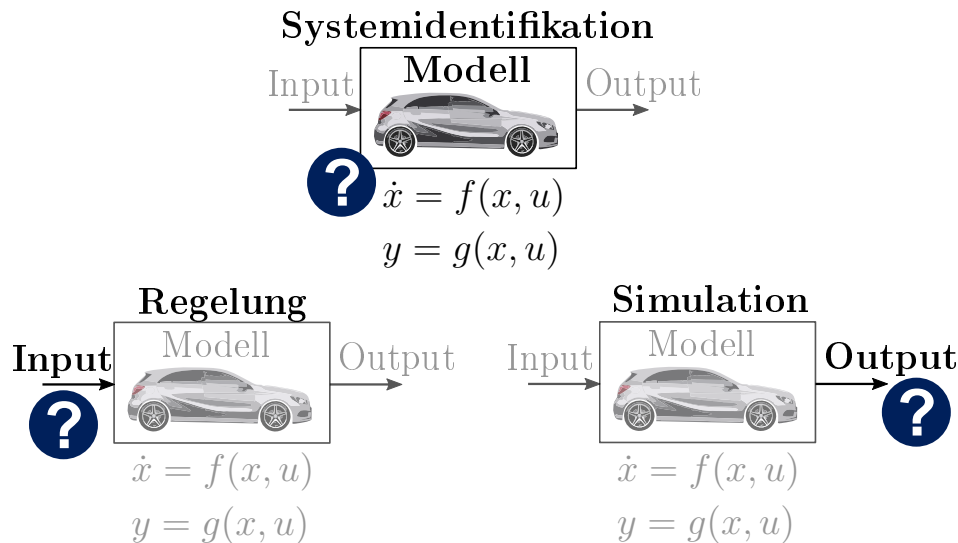 Systemidentifikation
Input Modell Output
?
ẋ = f(x, u)
y = g(x, u)
Regelung
Input Modell Output
?
ẋ = f(x, u)
y = g(x, u)
Simulation
Input Modell Output
?
ẋ = f(x, u)
y = g(x, u)